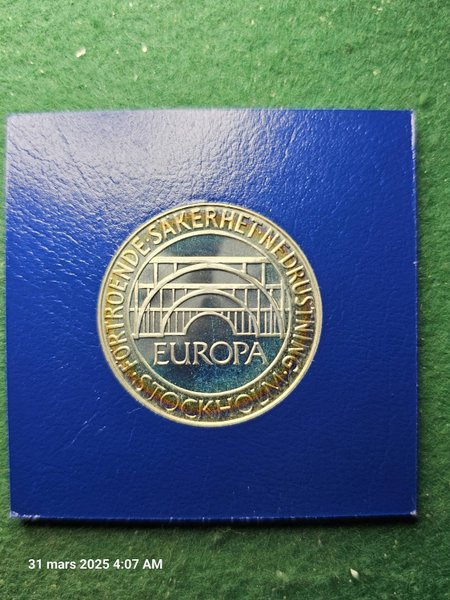 FÖRTROENDE·SÄKERHET·NEDRUSTNING
EUROPA
·STOCKHOLM·
31 mars 2025 4:07 AM